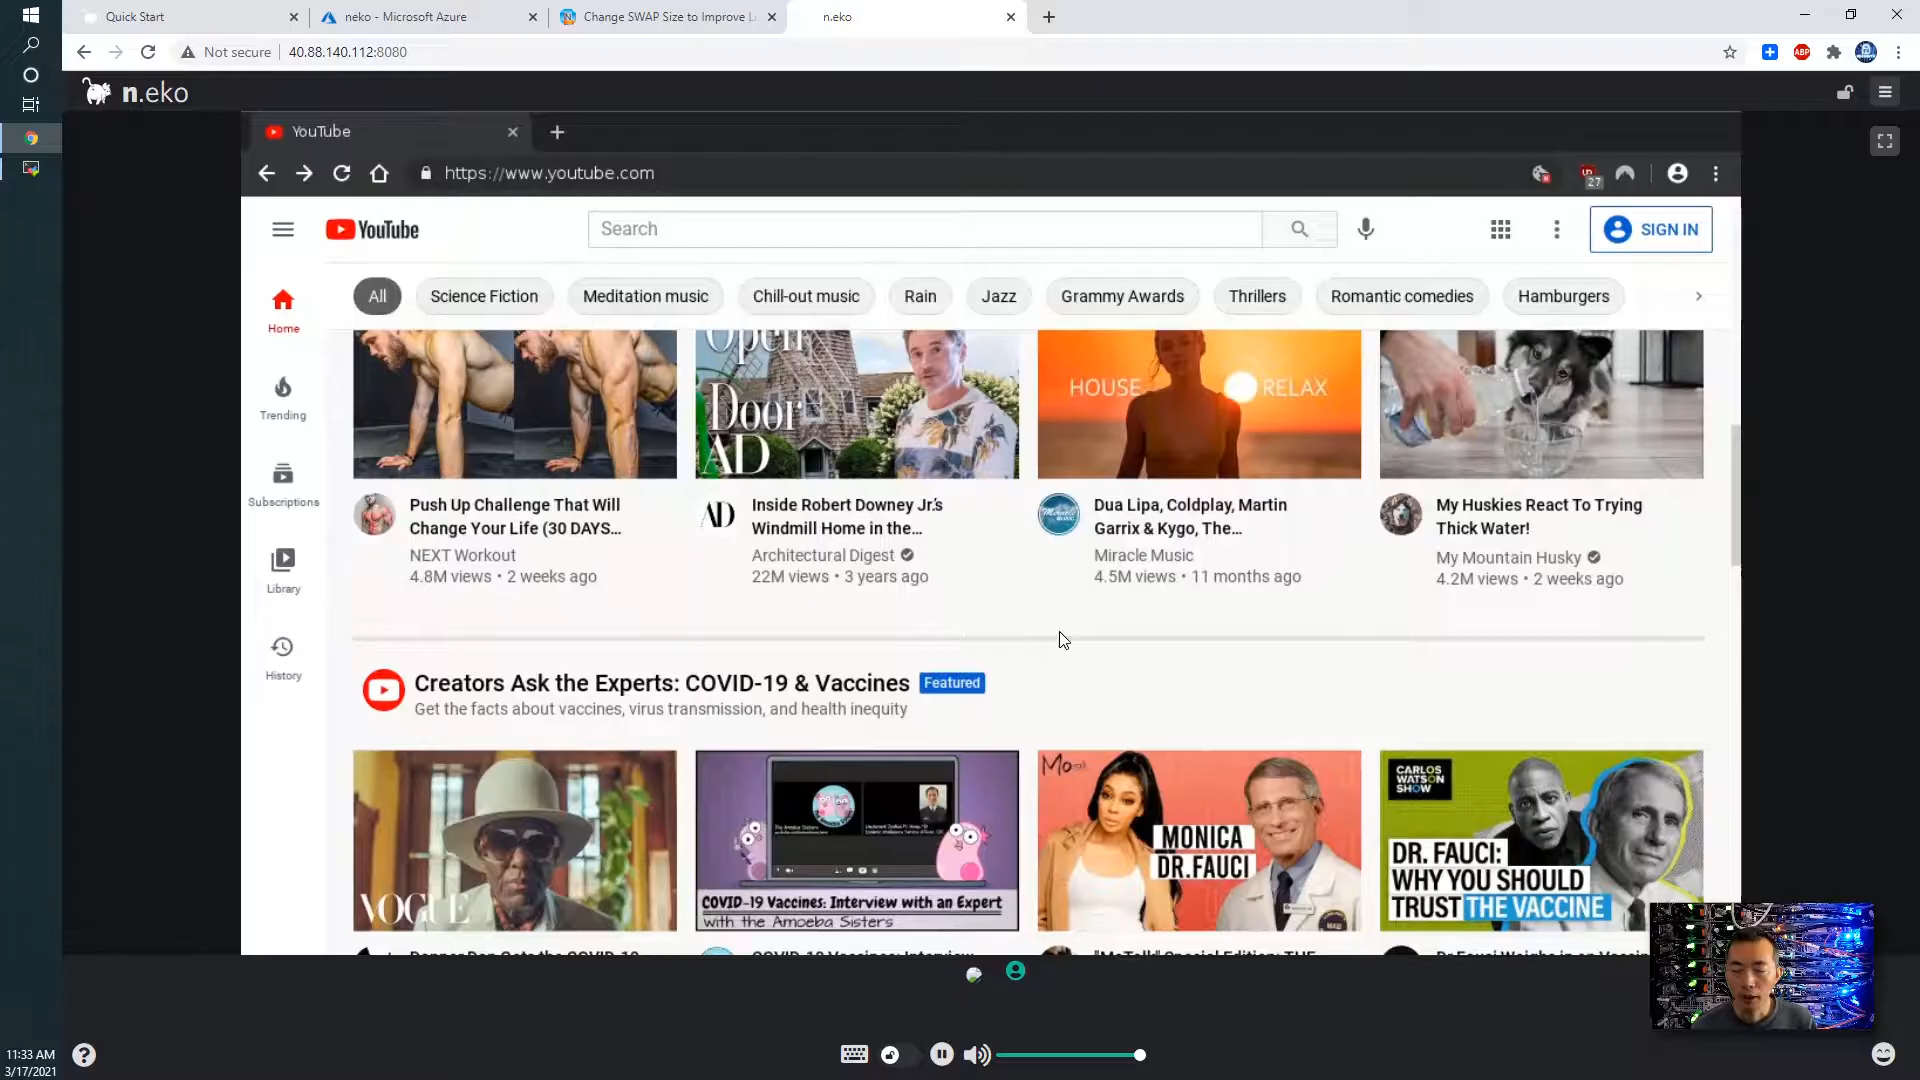 Quick Start
neko - Microsoft Azure
Change SWAP Size to Improve L
n.eko
Not secure
40.88.140.112:8080
ABP
n.eko
YouTube
https://www.youtube.com
27
YouTube
Search
SIGN IN
All
Science Fiction
Meditation music
Chill-out music
Rain
Jazz
Grammy Awards
Thrillers
Romantic comedies
Hamburgers
Home
Trending
Subscriptions
Library
History
Open
Door
AD
HOUSE RELAX
Push Up Challenge That Will
Change Your Life (30 DAYS...
NEXT Workout
4.8M views • 2 weeks ago
AD
Inside Robert Downey Jr.'s
Windmill Home in the...
Architectural Digest
22M views • 3 years ago
Dua Lipa, Coldplay, Martin
Garrix & Kygo, The...
Miracle Music
4.5M views • 11 months ago
My Huskies React To Trying
Thick Water!
My Mountain Husky
4.2M views • 2 weeks ago
Creators Ask the Experts: COVID-19 & Vaccines
Featured
Get the facts about vaccines, virus transmission, and health inequity
VOGUE
COVID-19 Vaccines: Interview with an Expert
with the Amoeba Sisters
MONICA
DR.FAUCI
CARLOS
WATSON
SHOW
DR. FAUCI:
WHY YOU SHOULD
TRUST THE VACCINE
11:33 AM
3/17/2021